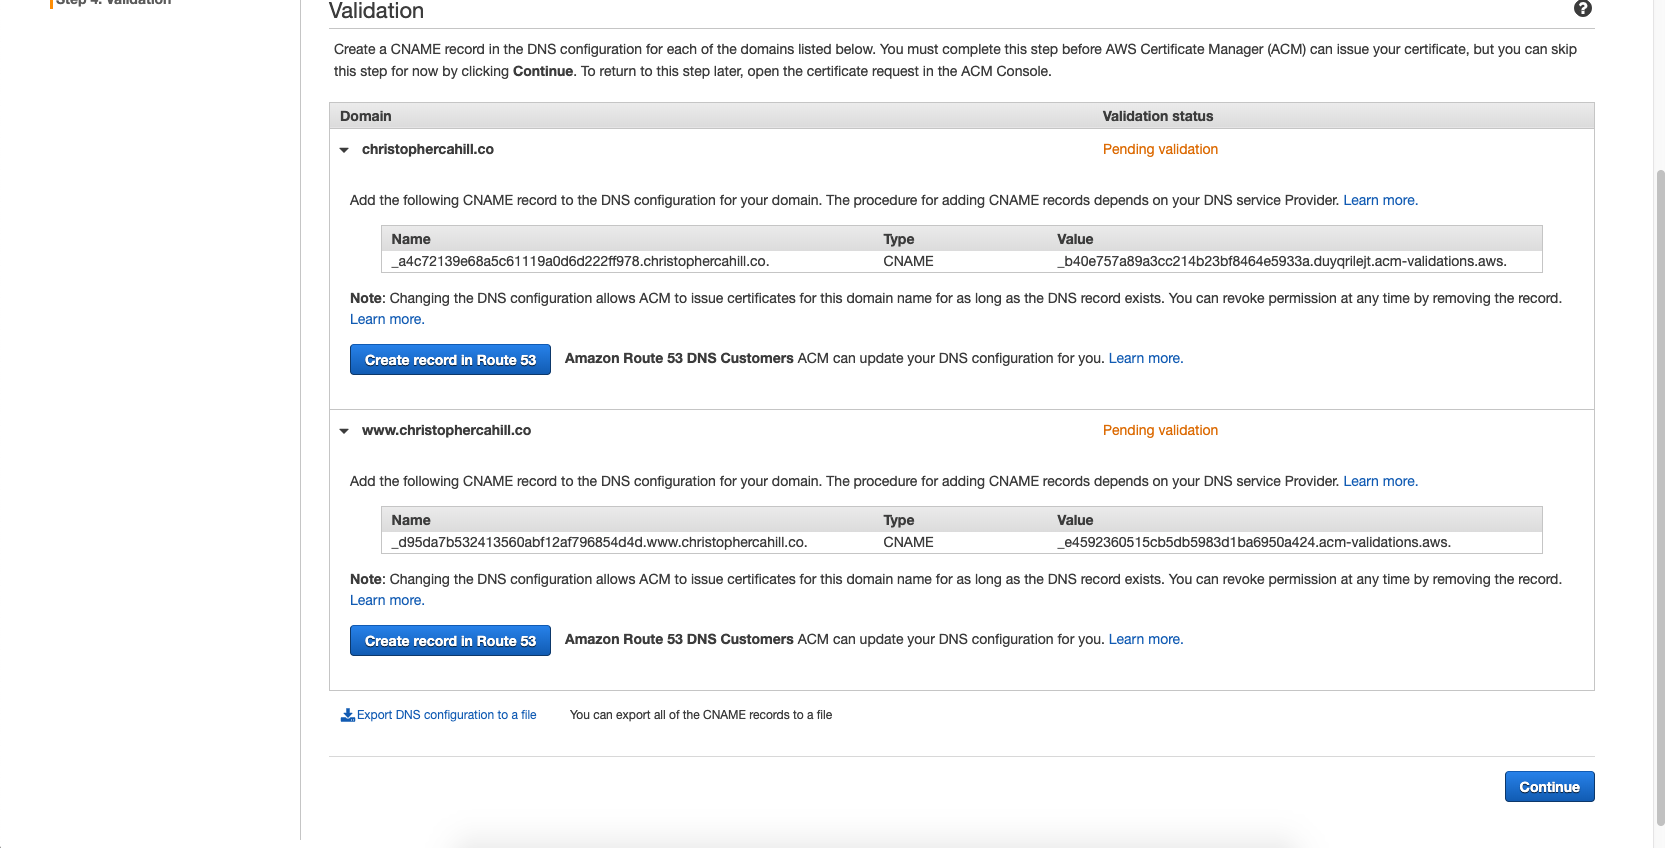 Step 4: Validation
Validation
Create a CNAME record in the DNS configuration for each of the domains listed below. You must complete this step before AWS Certificate Manager (ACM) can issue your certificate, but you can skip
this step for now by clicking Continue. To return to this step later, open the certificate request in the ACM Console.
Domain Validation status
christophercahill.co Pending validation
Add the following CNAME record to the DNS configuration for your domain. The procedure for adding CNAME records depends on your DNS service Provider. Learn more.
Name Type Value
_a4c72139e68a5c61119a0d6d222ff978.christophercahill.co. CNAME _b40e757a89a3cc214b23bf8464e5933a.duyqrilejt.acm-validations.aws.
Note: Changing the DNS configuration allows ACM to issue certificates for this domain name for as long as the DNS record exists. You can revoke permission at any time by removing the record.
Learn more.
Create record in Route 53 Amazon Route 53 DNS Customers ACM can update your DNS configuration for you. Learn more.
www.christophercahill.co Pending validation
Add the following CNAME record to the DNS configuration for your domain. The procedure for adding CNAME records depends on your DNS service Provider. Learn more.
Name Type Value
_d95da7b532413560abf12af796854d4d.www.christophercahill.co. CNAME _e4592360515cb5db5983d1ba6950a424.acm-validations.aws.
Note: Changing the DNS configuration allows ACM to issue certificates for this domain name for as long as the DNS record exists. You can revoke permission at any time by removing the record.
Learn more.
Create record in Route 53 Amazon Route 53 DNS Customers ACM can update your DNS configuration for you. Learn more.
Export DNS configuration to a file You can export all of the CNAME records to a file
Continue